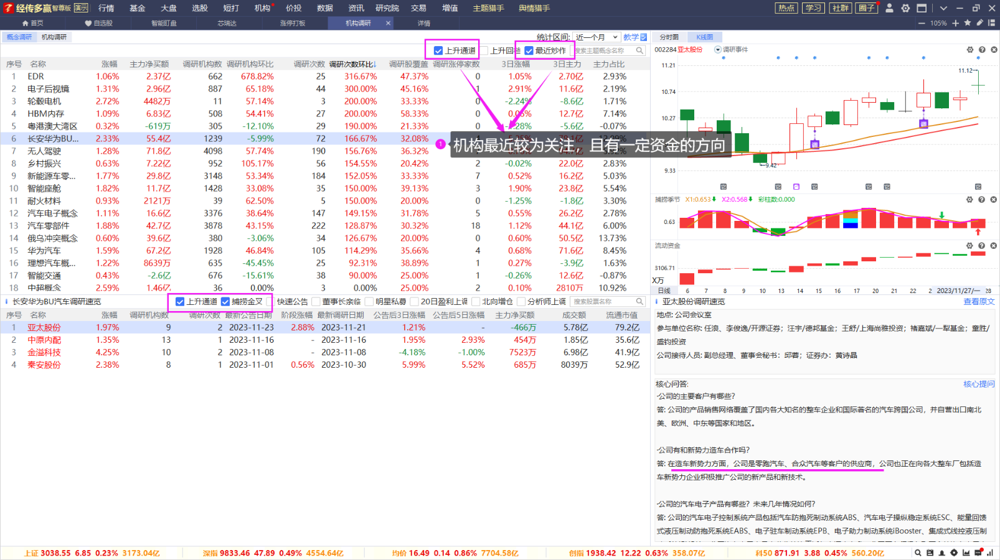 经传多赢 智尊版 演示 行情 基金 大盘 选股 短打 机构 价投 数据 资讯 研究院 交易 增值 主题猎手 舆情猎手 热点 学习 社群 圈子
首页 自选股 智能盯盘 芯瑞达 涨停打板 机构调研 详情 105%
概念调研 机构调研 统计区间: 近一个月 教学
上升通道 上升回 最近炒作 搜索主题概念名称
序号 名称 涨幅 主力净买额 调研机构数 调研机构环比 调研次数 调研次数环比↓ 调研股覆盖 调研涨停家数 3日涨幅 3日主力 主力占比
1 EDR 1.06% 2.37亿 662 678.82% 25 316.67% 47.37% 0 1.05% 2.70亿 2.93%
2 电子后视镜 1.31% 2.96亿 887 65.18% 44 300.00% 45.16% 1 2.91% 11.6亿 2.19%
3 轮毂电机 2.72% 4482万 11 57.14% 3 200.00% 33.33% 0 -2.24% -8.6亿 1.71%
4 HBM内存 1.09% 6.83亿 508 54.41% 27 200.00% 58.33% 0 12.7亿 7.14%
5 粤港澳大湾区 0.32% -619万 305 -12.10% 29 190.00% 21.33% 0 28% -5.6亿 -0.07%
6 长安华为BU... 2.33% 55.4亿 1239 -5.99% 72 166.67% 32.08%
7 无人驾驶 1.28% 71.8亿 4098 57.74% 190 156.76% 36.32%
1 机构最近较为关注，且有一定资金的方向
8 乡村振兴 0.63% 7.22亿 952 105.17% 56 154.55% 20.42% 2 -0.02% 22.0亿 2.83%
9 新能源车零... 1.77% 29.8亿 3148 53.34% 184 152.05% 33.33% 7 0.52% 16.2亿 5.03%
10 智能座舱 1.82% 11.7亿 1428 33.08% 35 150.00% 39.13% 3 1.90% 23.8亿 5.54%
11 耐火材料 0.93% 2121万 39 62.50% 5 150.00% 20.00% 0 -1.25% -1.8亿 3.30%
12 汽车电子概念 1.11% 16.6亿 3376 38.64% 147 149.15% 31.78% 5 0.55% 26.2亿 2.78%
13 汽车零部件 1.88% 42.7亿 3878 43.15% 222 128.87% 30.32% 18 1.12% 44.1亿 6.00%
14 俄乌冲突概念 0.60% 39.6亿 380 -3.06% 34 126.67% 20.00% 0 0.60% 50.5亿 13.73%
15 华为汽车 1.59% 67.2亿 1928 46.84% 105 114.29% 35.66% 4 0.68% 71.6亿 8.45%
16 理想汽车概... 1.22% 8639万 635 -45.45% 25 92.31% 38.89% 1 0.27% -3.9亿 1.63%
17 智能交通 0.43% -2.6亿 676 -15.61% 38 90.00% 25.00% 1 -0.26% 12.6亿 -0.87%
18 中超概念 2.59% 1.46亿 36 0.00% 3 0.00% 25.00% 2 0.10% 2810万 10.92%
长安华为BU汽车调研速览 上升通道 捕捞金叉 快速公告 董事长亲临 明星私募 20日盈利上调 北向增仓 分析师上调 搜索股票名称
序号 名称 涨幅 调研机构数 调研次数 最新公告日期 阶段涨幅 最新调研日期 公告后3日涨幅 公告后5日涨幅 主力净买额 成交额 流通市值
1 亚太股份 1.97% 9 2 2023-11-23 2.88% 2023-11-21 1.21% - -466万 5.78亿 79.2亿
2 中原内配 1.35% 13 1 2023-11-16 - 2023-11-16 1.95% 2.93% 454万 1.85亿 35.6亿
3 金溢科技 4.25% 10 2 2023-11-08 - 2023-11-08 -4.18% -1.00% 7523万 6.98亿 41.9亿
4 秦安股份 2.38% 8 1 2023-11-01 0.56% 2023-10-30 5.99% 5.52% 685万 8039万 52.9亿
分时图 K线图
002284亚太股份 调研事件
11.21
11.12→
10.74
10.27
←9.42
9.33
捕捞季节 X1:0.653 X2:0.568 彩柱数:0.000
0.63
流动资金
3106.71
X万
日线 6 7 8 9 10 13 14 15 16 17 20 21 22 2 2023/11/27/一 28
亚太股份调研速览 查看原文
地点: 公司会议室
参与单位名称: 任浪、李俊逸/开源证券；汪宇/德邦基金；王舒/上海尚雅投资；褚嘉斌/一犁基金；童胜/
盛钧投资
公司接待人员: 副总经理、董事会秘书：邱蓉；证券办：黄诗晶
核心问答: 核心提问
·公司的主要客户有哪些?
答: 公司的产品销售网络覆盖了国内各大知名的整车企业和国际著名的汽车跨国公司，并自营出口南北
美、欧洲、中东等国家和地区。
·公司有和新势力造车合作吗?
答: 在造车新势力方面，公司是零跑汽车、合众汽车等客户的供应商，公司也正在向各大整车厂包括造
车新势力企业积极推广公司的新产品和新技术。
·公司的汽车电子产品有哪些？未来几年情况如何?
答: 公司的汽车电子控制系统产品包括汽车防抱死制动系统ABS、汽车电子操纵稳定系统ESC、能量回馈
式液压制动防抱死系统EABS、电子驻车制动系统EPB、电子助力制动系统iBooster、集成式线控液压制
上证 3038.55 6.85 0.23% 3173.04亿 深指 9833.46 47.89 0.49% 4554.64亿 均价 16.49 0.14 0.86% 7704.58亿 创指 1938.42 12.22 0.63% 358.07亿 科50 871.91 3.88 0.45% 560.20亿